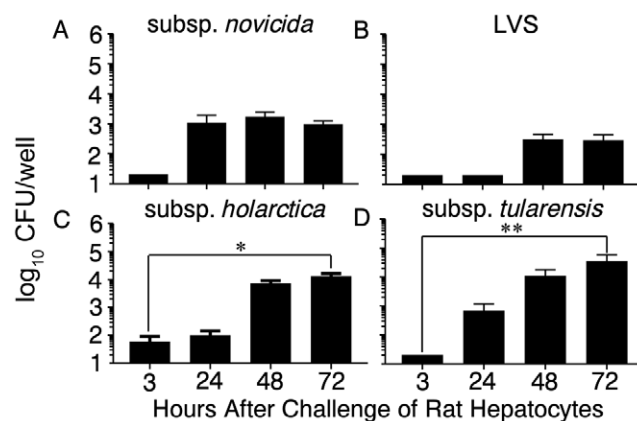 A subsp. novicida
B LVS
6
5
4
3
2
1
C subsp. holarctica
D subsp. tularensis
*
**
6
5
4
3
2
1
log10 CFU/well
3 24 48 72
3 24 48 72
Hours After Challenge of Rat Hepatocytes